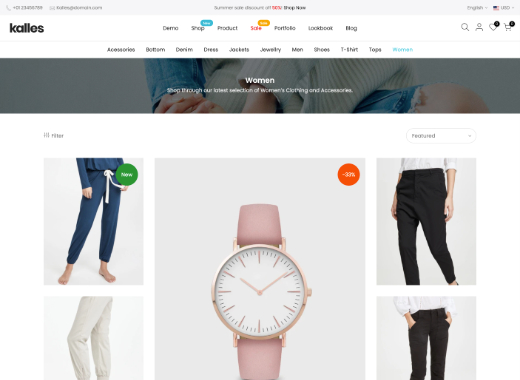 +01 23456789
Kalles@domain.com
Summer sale discount off 50%! Shop Now
English
USD
kalles
Demo
Shop
New
Product
Sale
Sale
Portfolio
Lookbook
Blog
0
0
Accessories
Bottom
Denim
Dress
Jackets
Jewellry
Men
Shoes
T-Shirt
Tops
Women
Women
Shop through our latest selection of Women's Clothing and Accessories.
Filter
Featured
New
-33%